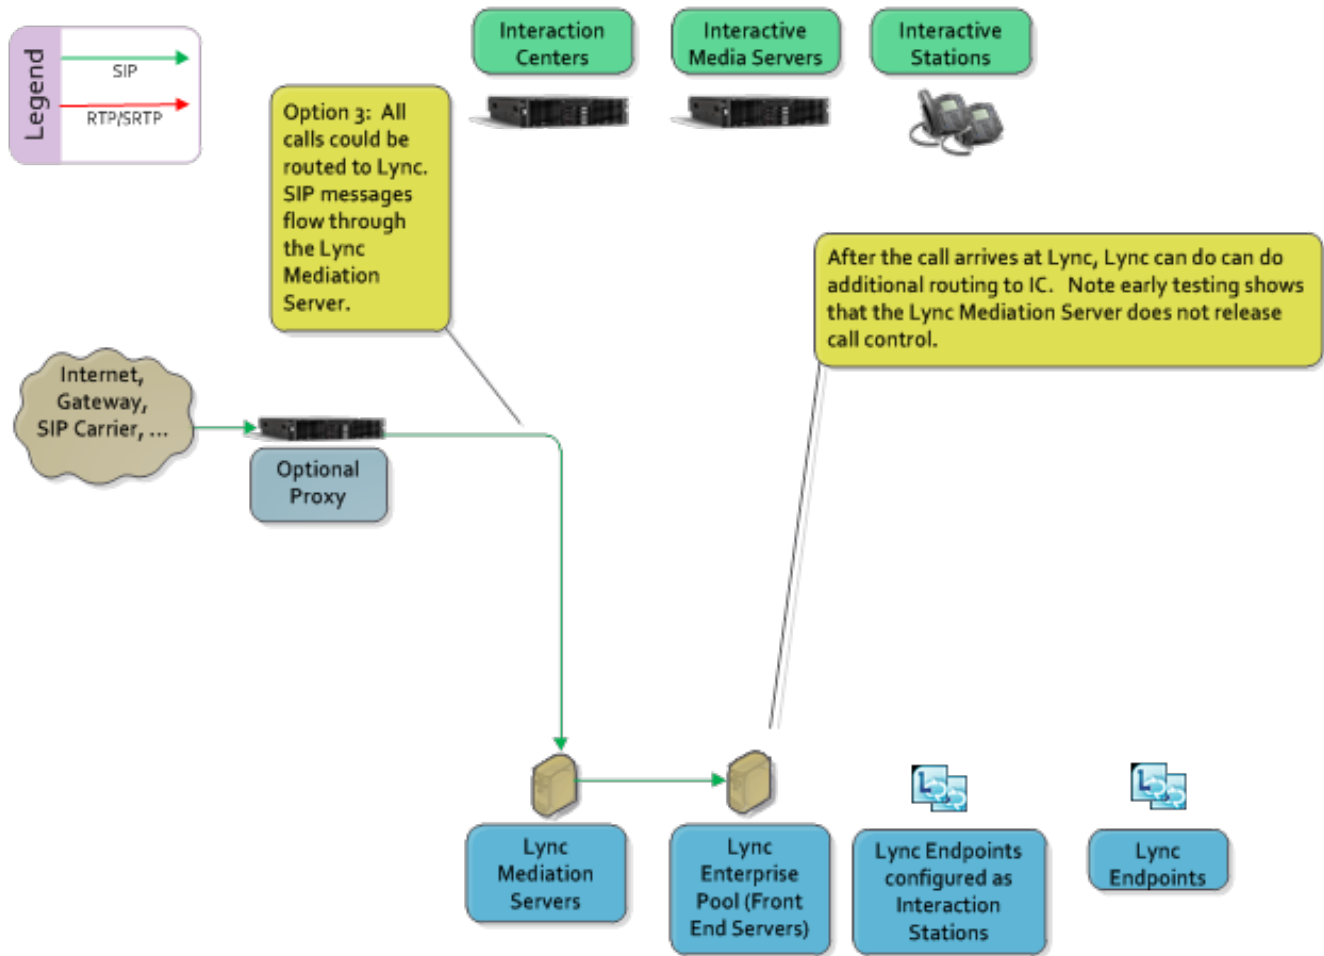 Legend
SIP
RTP/SRTP
Interaction
Centers
Interactive
Media Servers
Interactive
Stations
Option 3: All
calls could be
routed to Lync.
SIP messages
flow through
the Lync
Mediation
Server.
After the call arrives at Lync, Lync can do can do
additional routing to IC. Note early testing shows
that the Lync Mediation Server does not release
call control.
Internet,
Gateway,
SIP Carrier, ...
Optional
Proxy
Lync
Mediation
Servers
Lync
Enterprise
Pool (Front
End Servers)
Lync Endpoints
configured as
Interaction
Stations
Lync
Endpoints